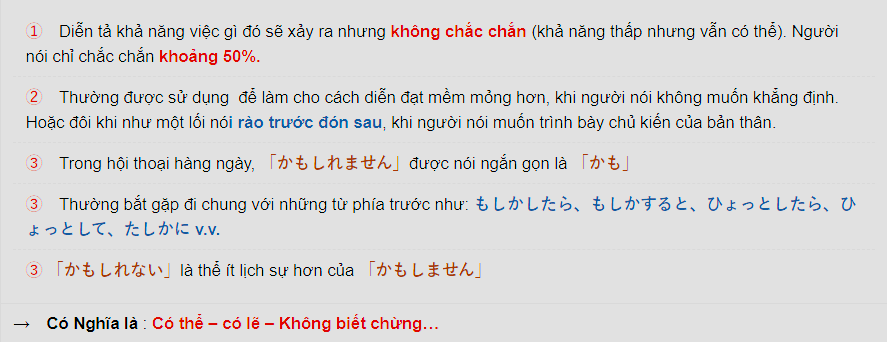 ① Diễn tả khả năng việc gì đó sẽ xảy ra nhưng không chắc chắn (khả năng thấp nhưng vẫn có thể). Người
nói chỉ chắc chắn khoảng 50%.
② Thường được sử dụng để làm cho cách diễn đạt mềm mỏng hơn, khi người nói không muốn khẳng định.
Hoặc đôi khi như một lối nói rào trước đón sau, khi người nói muốn trình bày chủ kiến của bản thân.
③ Trong hội thoại hàng ngày, 「かもしれません」được nói ngắn gọn là 「かも」
③ Thường bắt gặp đi chung với những từ phía trước như: もしかしたら、もしかすると、ひょっとしたら、ひ
ょっとして、たしかに v.v.
③ 「かもしれない」là thể ít lịch sự hơn của 「かもしません」
→ Có Nghĩa là : Có thể – có lẽ – Không biết chừng…